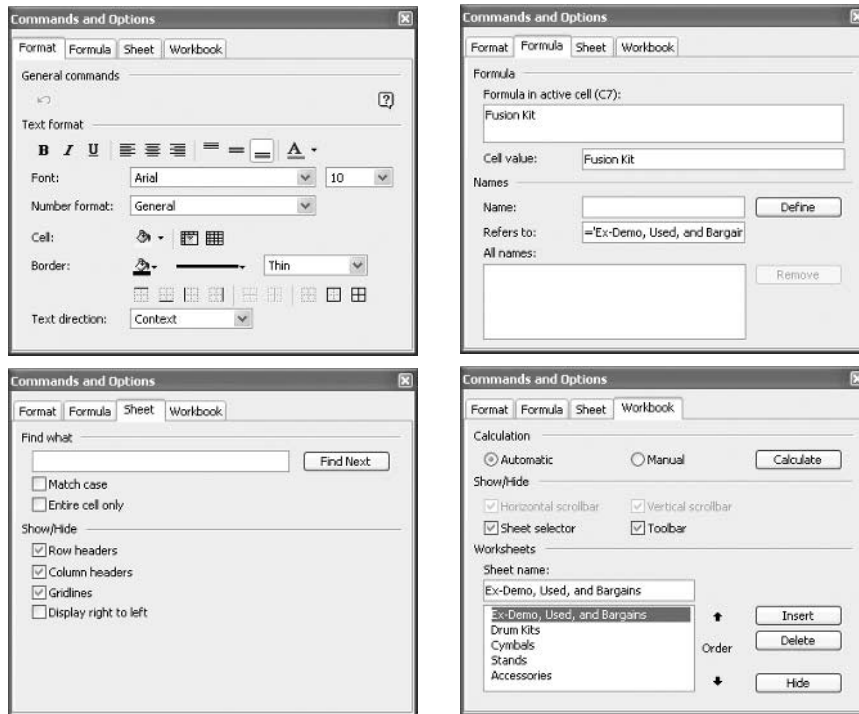 Commands and Options
Format Formula Sheet Workbook
General commands
Text format
B I U A
Font: Arial 10
Number format: General
Cell:
Border: Thin
Text direction: Context
Commands and Options
Format Formula Sheet Workbook
Formula
Formula in active cell (C7):
Fusion Kit
Cell value: Fusion Kit
Names
Name: Define
Refers to: ='Ex-Demo, Used, and Bargair
All names:
Remove
Commands and Options
Format Formula Sheet Workbook
Find what
Find Next
Match case
Entire cell only
Show/Hide
Row headers
Column headers
Gridlines
Display right to left
Commands and Options
Format Formula Sheet Workbook
Calculation
Automatic Manual Calculate
Show/Hide
Horizontal scrollbar Vertical scrollbar
Sheet selector Toolbar
Worksheets
Sheet name:
Ex-Demo, Used, and Bargains
Ex-Demo, Used, and Bargains
Drum Kits
Cymbals
Stands
Accessories
Order
Insert
Delete
Hide